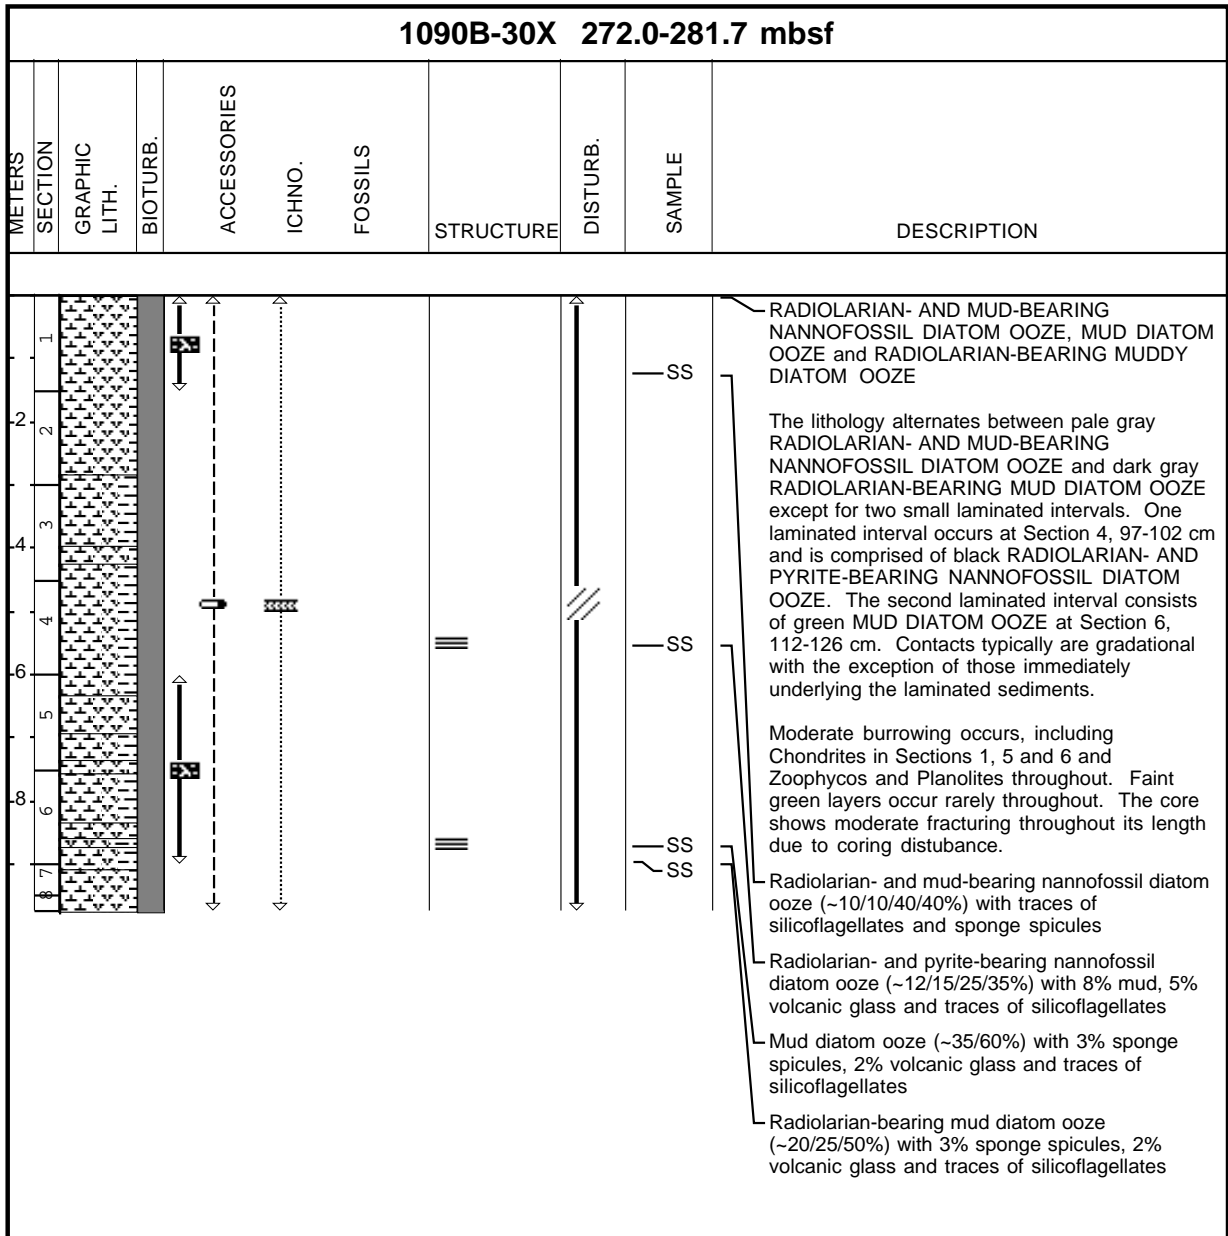 1090B-30X 272.0-281.7 mbsf
METERS
SECTION
GRAPHIC
LITH.
BIOTURB.
ACCESSORIES
ICHNO.
FOSSILS
STRUCTURE
DISTURB.
SAMPLE
DESCRIPTION
1
2
2
3
4
4
6
5
8
6
7
8
SS
SS
SS
SS
RADIOLARIAN- AND MUD-BEARING
NANNOFOSSIL DIATOM OOZE, MUD DIATOM
OOZE and RADIOLARIAN-BEARING MUDDY
DIATOM OOZE
The lithology alternates between pale gray
RADIOLARIAN- AND MUD-BEARING
NANNOFOSSIL DIATOM OOZE and dark gray
RADIOLARIAN-BEARING MUD DIATOM OOZE
except for two small laminated intervals. One
laminated interval occurs at Section 4, 97-102 cm
and is comprised of black RADIOLARIAN- AND
PYRITE-BEARING NANNOFOSSIL DIATOM
OOZE. The second laminated interval consists
of green MUD DIATOM OOZE at Section 6,
112-126 cm. Contacts typically are gradational
with the exception of those immediately
underlying the laminated sediments.
Moderate burrowing occurs, including
Chondrites in Sections 1, 5 and 6 and
Zoophycos and Planolites throughout. Faint
green layers occur rarely throughout. The core
shows moderate fracturing throughout its length
due to coring distubance.
Radiolarian- and mud-bearing nannofossil diatom
ooze (~10/10/40/40%) with traces of
silicoflagellates and sponge spicules
Radiolarian- and pyrite-bearing nannofossil
diatom ooze (~12/15/25/35%) with 8% mud, 5%
volcanic glass and traces of silicoflagellates
Mud diatom ooze (~35/60%) with 3% sponge
spicules, 2% volcanic glass and traces of
silicoflagellates
Radiolarian-bearing mud diatom ooze
(~20/25/50%) with 3% sponge spicules, 2%
volcanic glass and traces of silicoflagellates